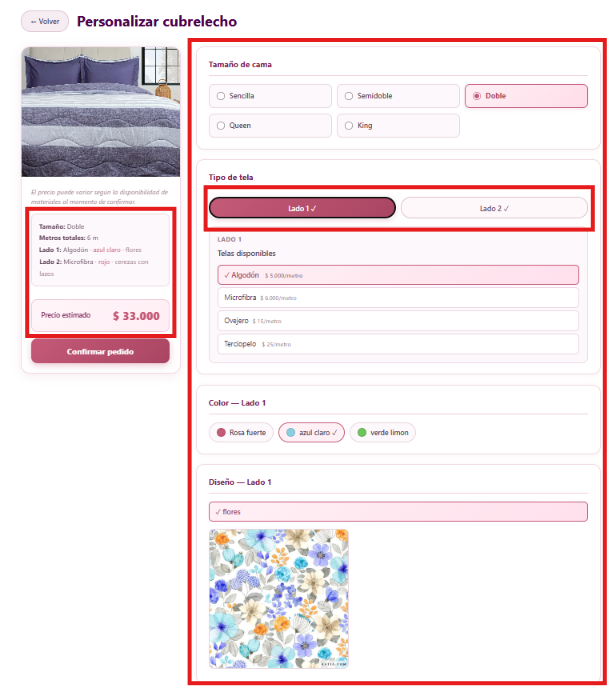 ← Volver
Personalizar cubrelecho
El precio puede variar según la disponibilidad de
materiales al momento de confirmar.
Tamaño: Doble
Metros totales: 6 m
Lado 1: Algodón · azul claro · flores
Lado 2: Microfibra · rojo · cerezas con
lazos
Precio estimado $ 33.000
Confirmar pedido
Tamaño de cama
Sencilla
Semidoble
Doble
Queen
King
Tipo de tela
Lado 1 ✓
Lado 2 ✓
LADO 1
Telas disponibles
✓ Algodón $ 5.000/metro
Microfibra $ 6.000/metro
Ovejero $ 15/metro
Terciopelo $ 25/metro
Color — Lado 1
Rosa fuerte
azul claro ✓
verde limon
Diseño — Lado 1
✓ flores